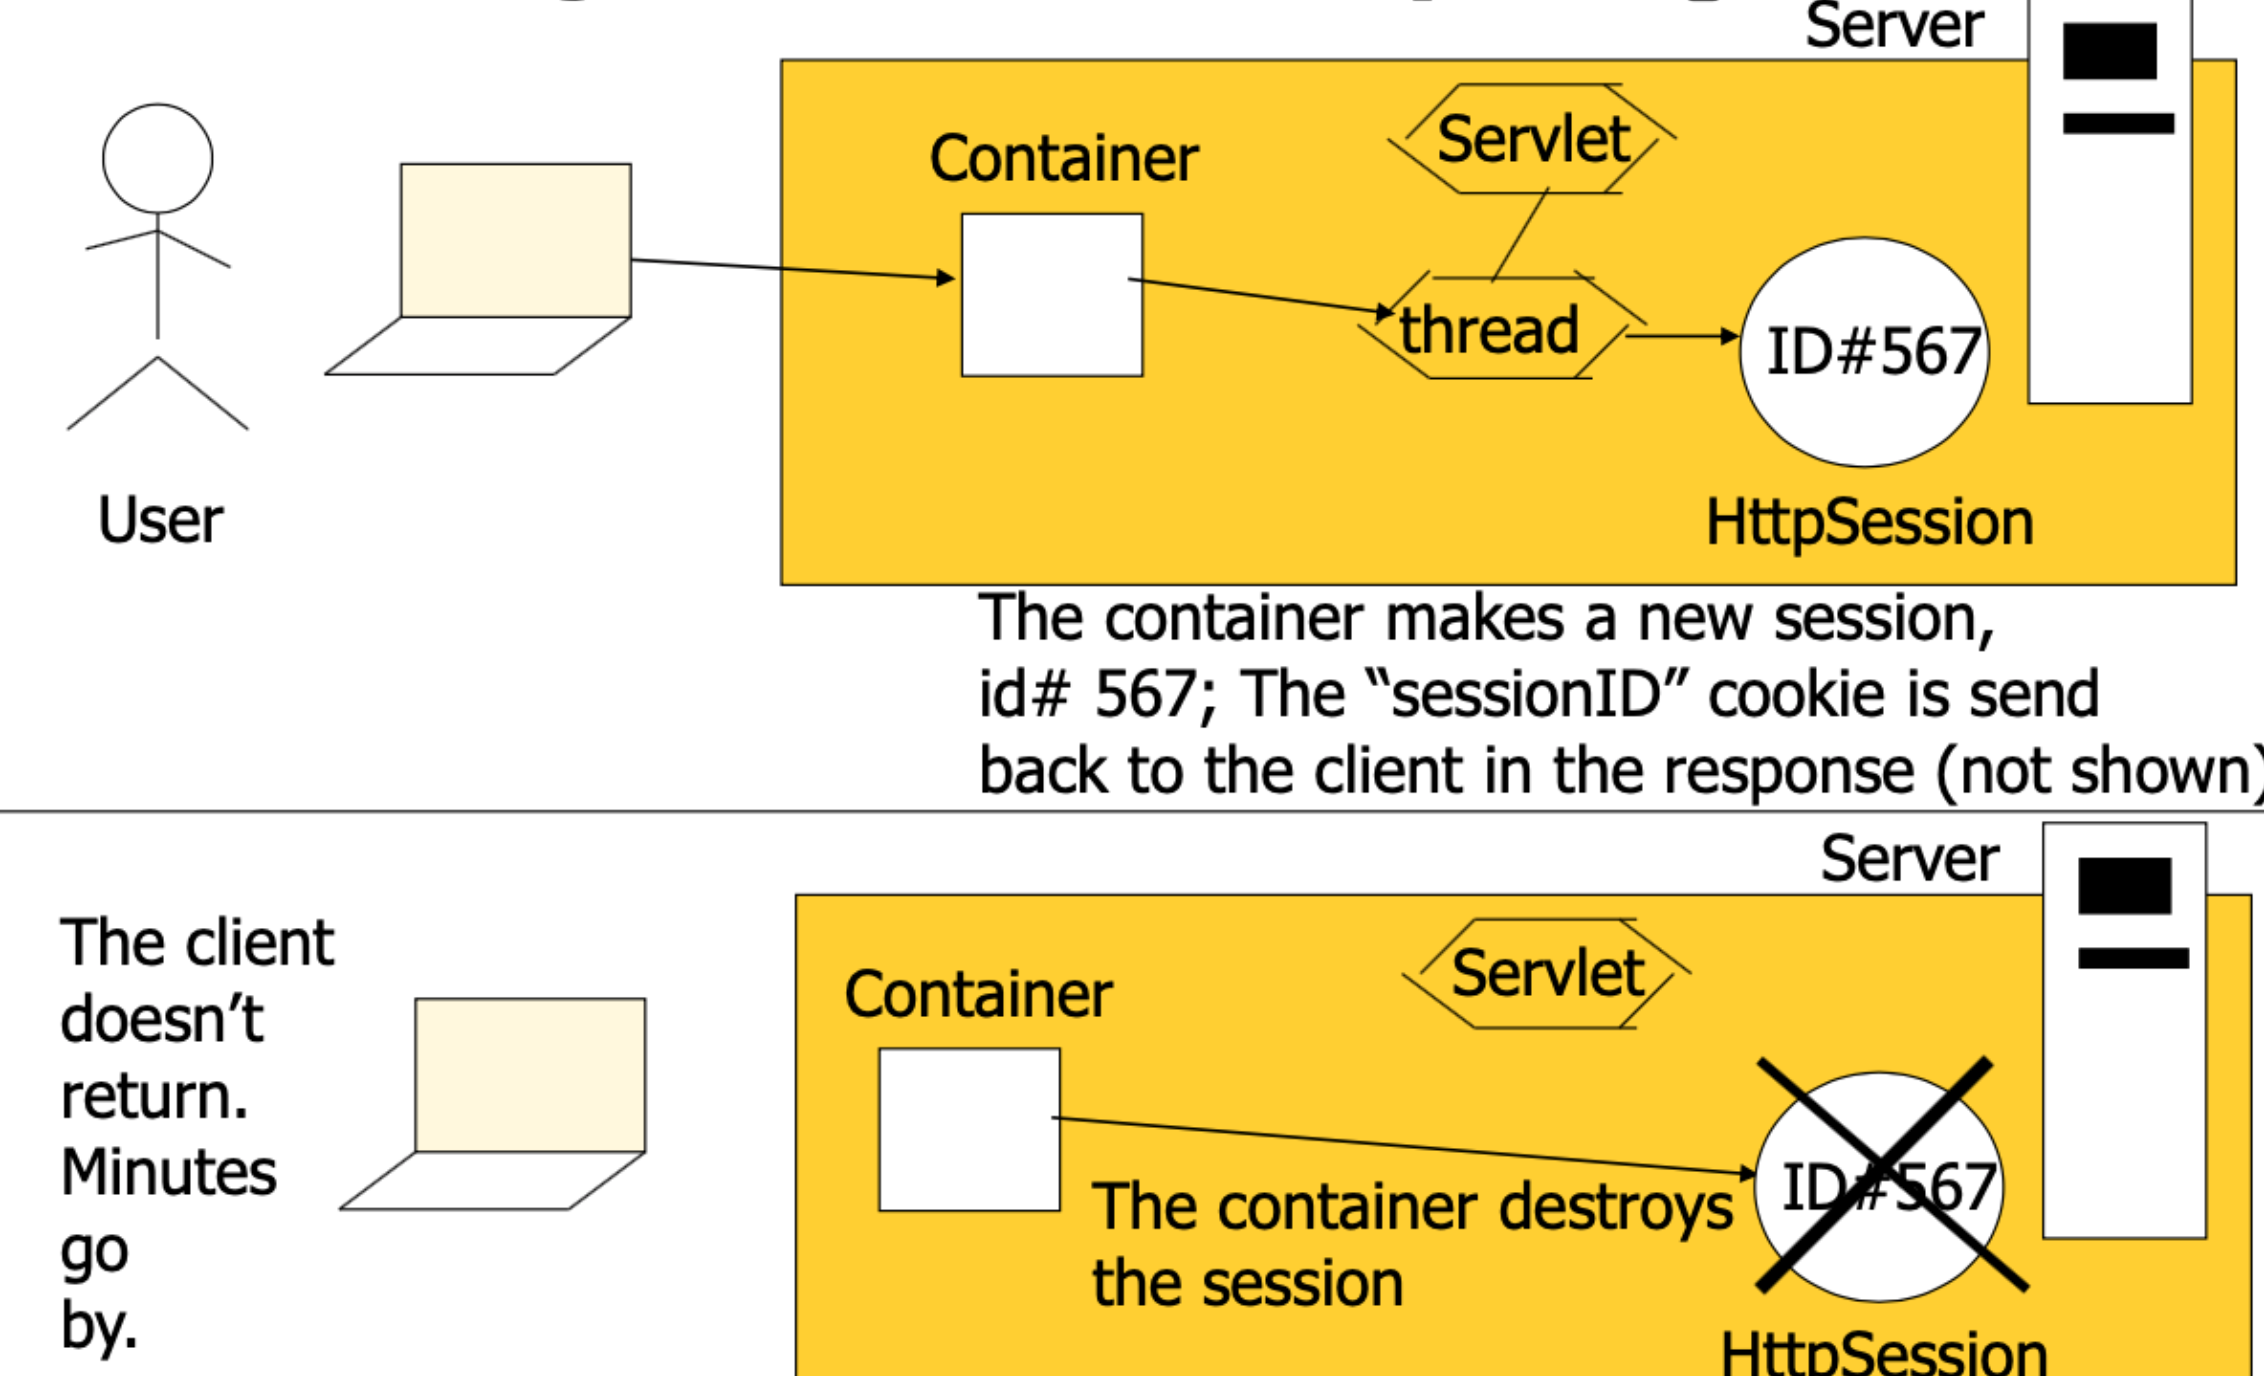 Server
Container
Servlet
thread
ID#567
User
HttpSession
The container makes a new session,
id# 567; The “sessionID” cookie is send
back to the client in the response (not shown)
Server
The client
doesn’t
return.
Minutes
go
by.
Container
Servlet
ID#567
The container destroys
the session
HttpSession